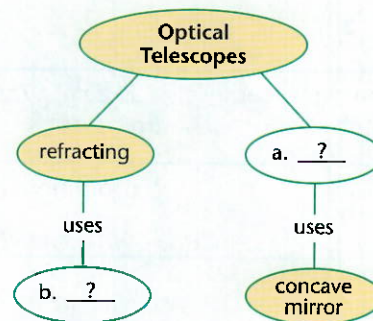 Optical
Telescopes
refracting
a. ?
uses
uses
b. ?
concave
mirror